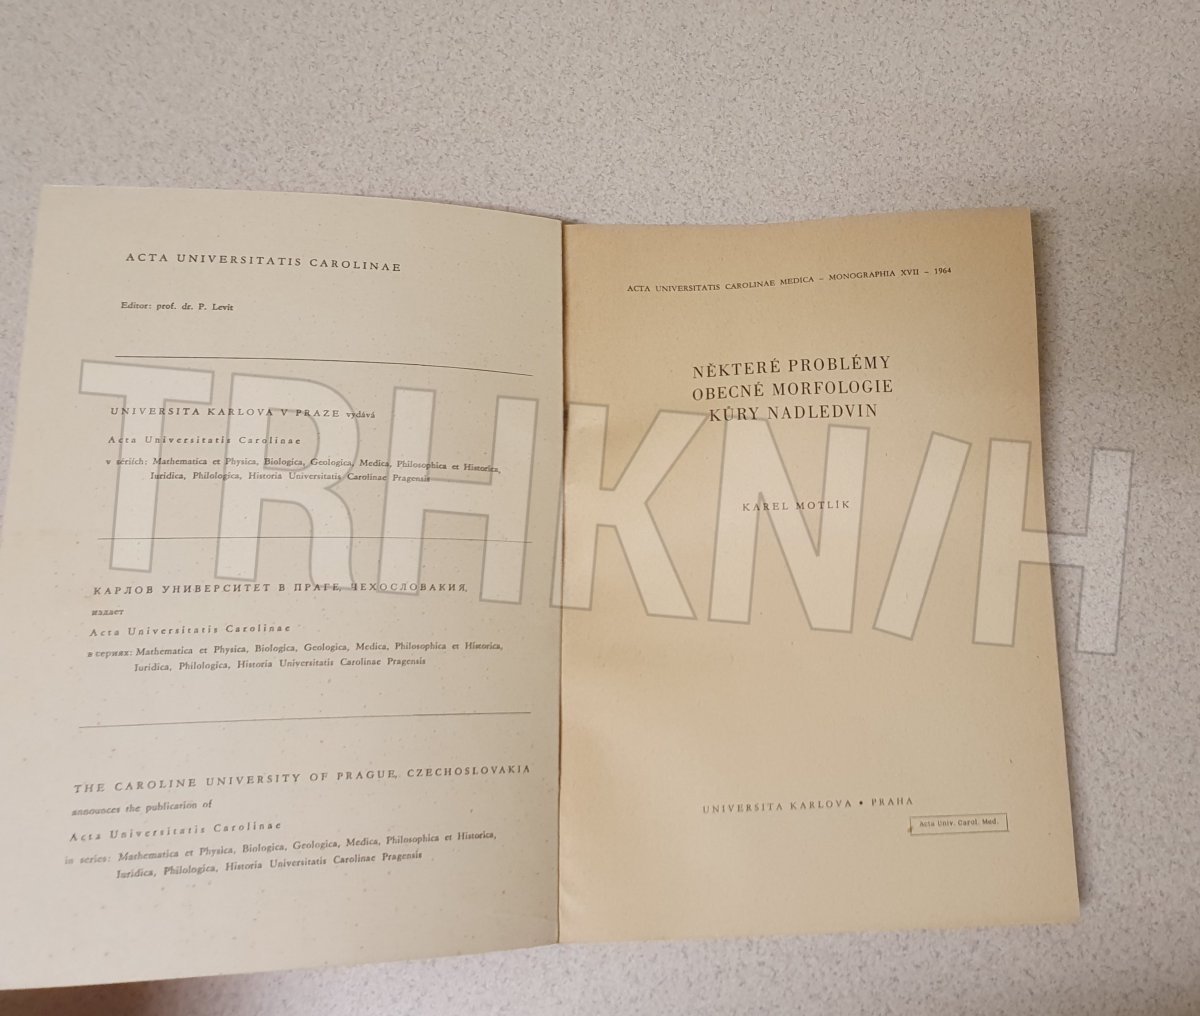 ACTA UNIVERSITATIS CAROLINAE
Editor: prof. dr. P. Levit
UNIVERSITA KARLOVA V PRAZE vydává
Acta Universitatis Carolinae
v sériích: Mathematica et Physica, Biologica, Geologica, Medica, Philosophica et Historica,
Iuridica, Philologica, Historia Universitatis Carolinae Pragensis
КАРЛОВ УНИВЕРСИТЕТ В ПРАГЕ, ЧЕХОСЛОВАКИЯ,
издает
Acta Universitatis Carolinae
в сериях: Mathematica et Physica, Biologica, Geologica, Medica, Philosophica et Historica,
Iuridica, Philologica, Historia Universitatis Carolinae Pragensis
THE CAROLINE UNIVERSITY OF PRAGUE, CZECHOSLOVAKIA
announces the publication of
Acta Universitatis Carolinae
in series: Mathematica et Physica, Biologica, Geologica, Medica, Philosophica et Historica,
Iuridica, Philologica, Historia Universitatis Carolinae Pragensis
ACTA UNIVERSITATIS CAROLINAE MEDICA – MONOGRAPHIA XVII – 1964
NĚKTERÉ PROBLÉMY
OBECNÉ MORFOLOGIE
KŮRY NADLEDVIN
KAREL MOTLÍK
UNIVERSITA KARLOVA • PRAHA
Acta Univ. Carol. Med.
TRHKN/H